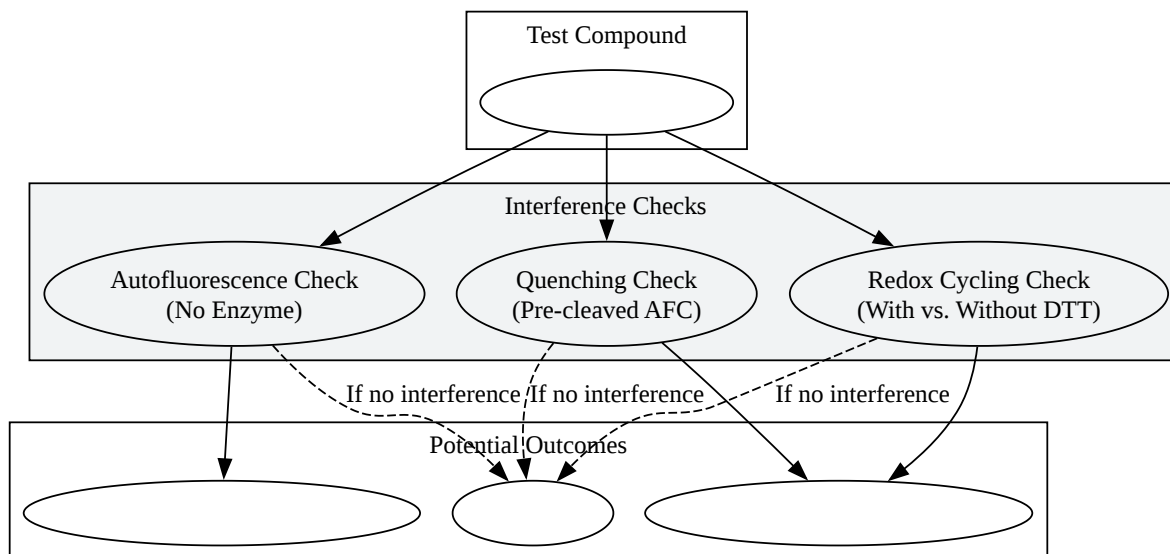 Test Compound
Interference Checks
Autofluorescence Check
(No Enzyme)
Quenching Check
(Pre-cleaved AFC)
Redox Cycling Check
(With vs. Without DTT)
If no interference
If no interference
If no interference
Potential Outcomes